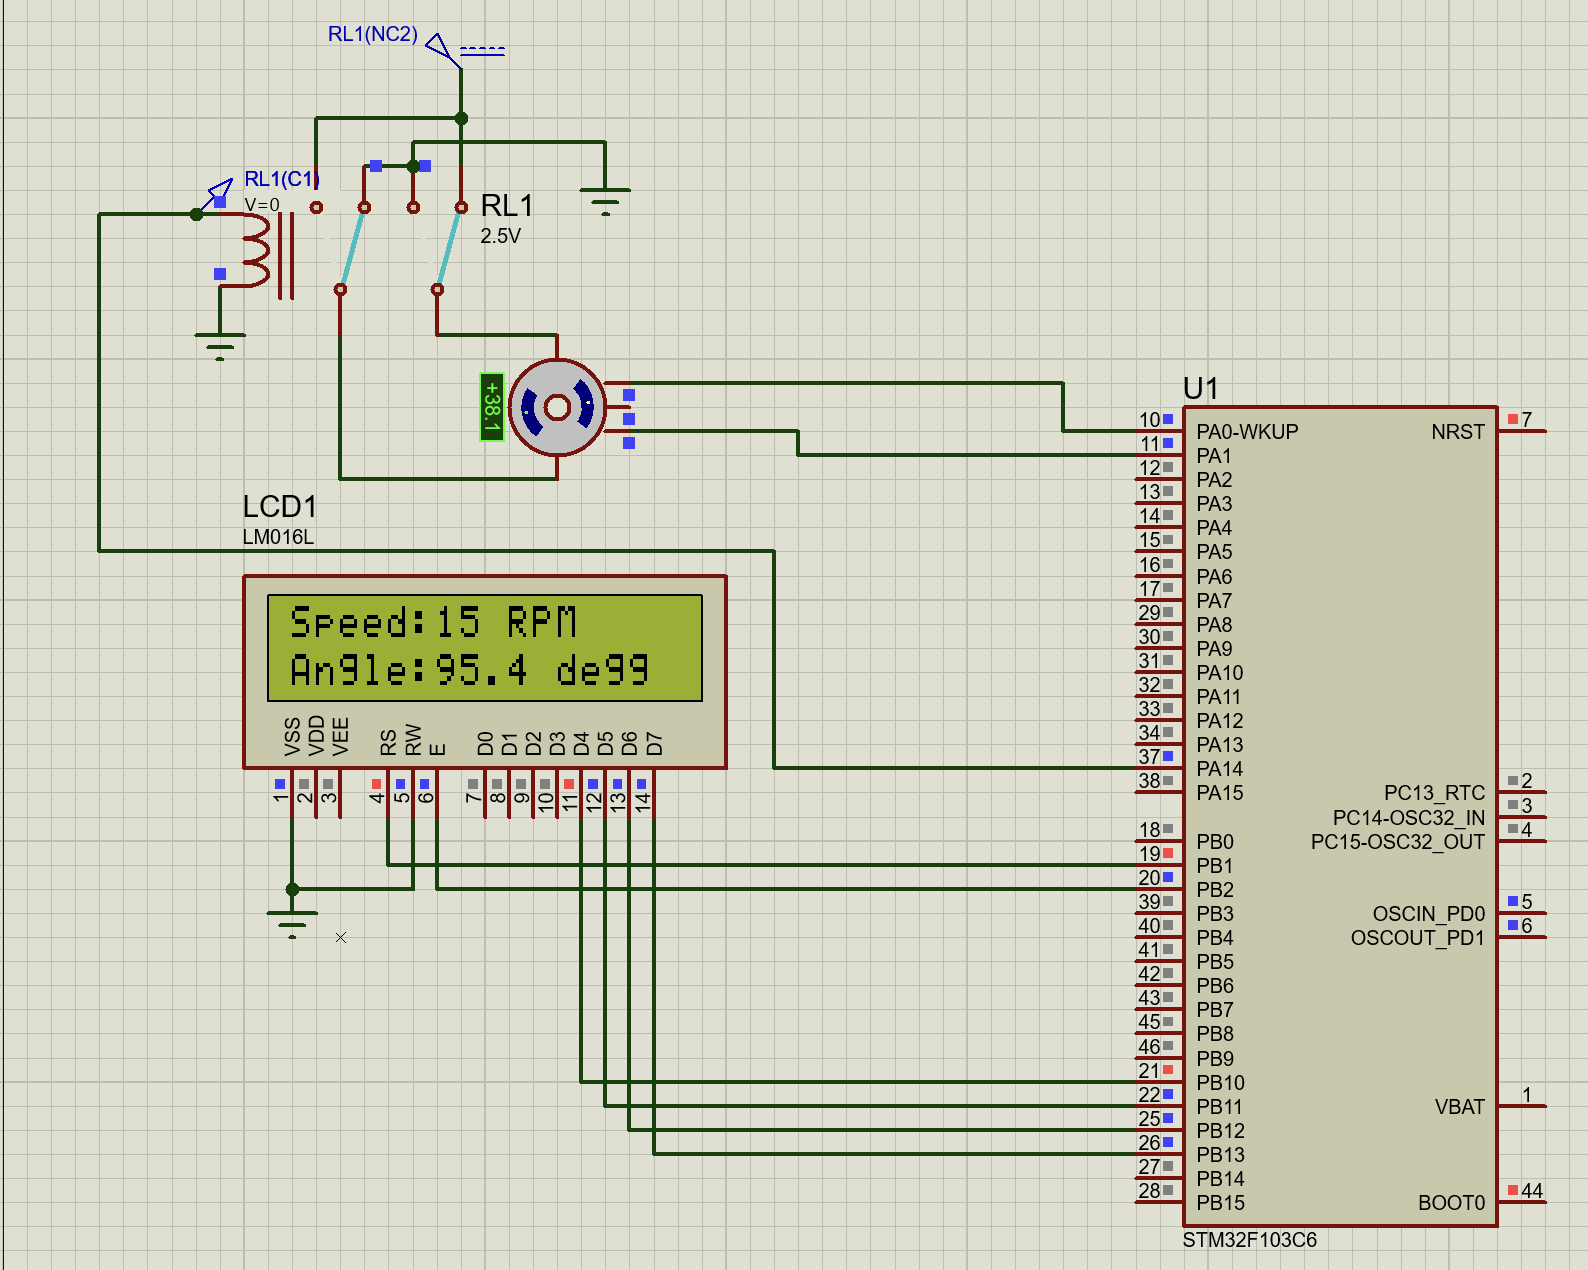 RL1(NC2)
RL1(C1)
V=0
RL1
2.5V
+38.1
LCD1
LM016L
Speed:15 RPM
Angle:95.4 degg
VSS
VDD
VEE
RS
RW
E
D0
D1
D2
D3
D4
D5
D6
D7
1
2
3
4
5
6
7
8
9
10
11
12
13
14
U1
10 PA0-WKUP
11 PA1
12 PA2
13 PA3
14 PA4
15 PA5
16 PA6
17 PA7
29 PA8
30 PA9
31 PA10
32 PA11
33 PA12
34 PA13
37 PA14
38 PA15
18 PB0
19 PB1
20 PB2
39 PB3
40 PB4
41 PB5
42 PB6
43 PB7
45 PB8
46 PB9
21 PB10
22 PB11
25 PB12
26 PB13
27 PB14
28 PB15
NRST 7
PC13_RTC 2
PC14-OSC32_IN 3
PC15-OSC32_OUT 4
OSCIN_PD0 5
OSCOUT_PD1 6
VBAT 1
BOOT0 44
STM32F103C6